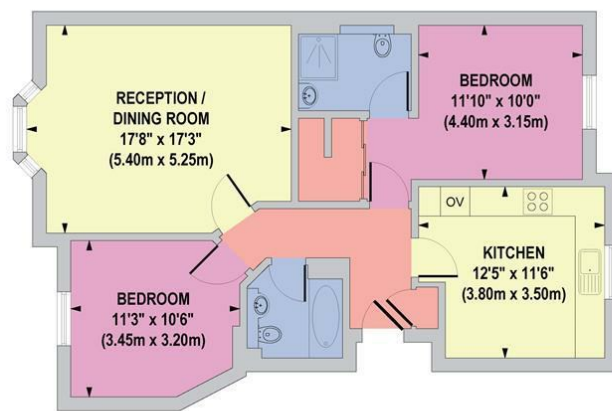 RECEPTION /
DINING ROOM
17'8" x 17'3"
(5.40m x 5.25m)
BEDROOM
11'10" x 10'0"
(4.40m x 3.15m)
OV
KITCHEN
12'5" x 11'6"
(3.80m x 3.50m)
BEDROOM
11'3" x 10'6"
(3.45m x 3.20m)